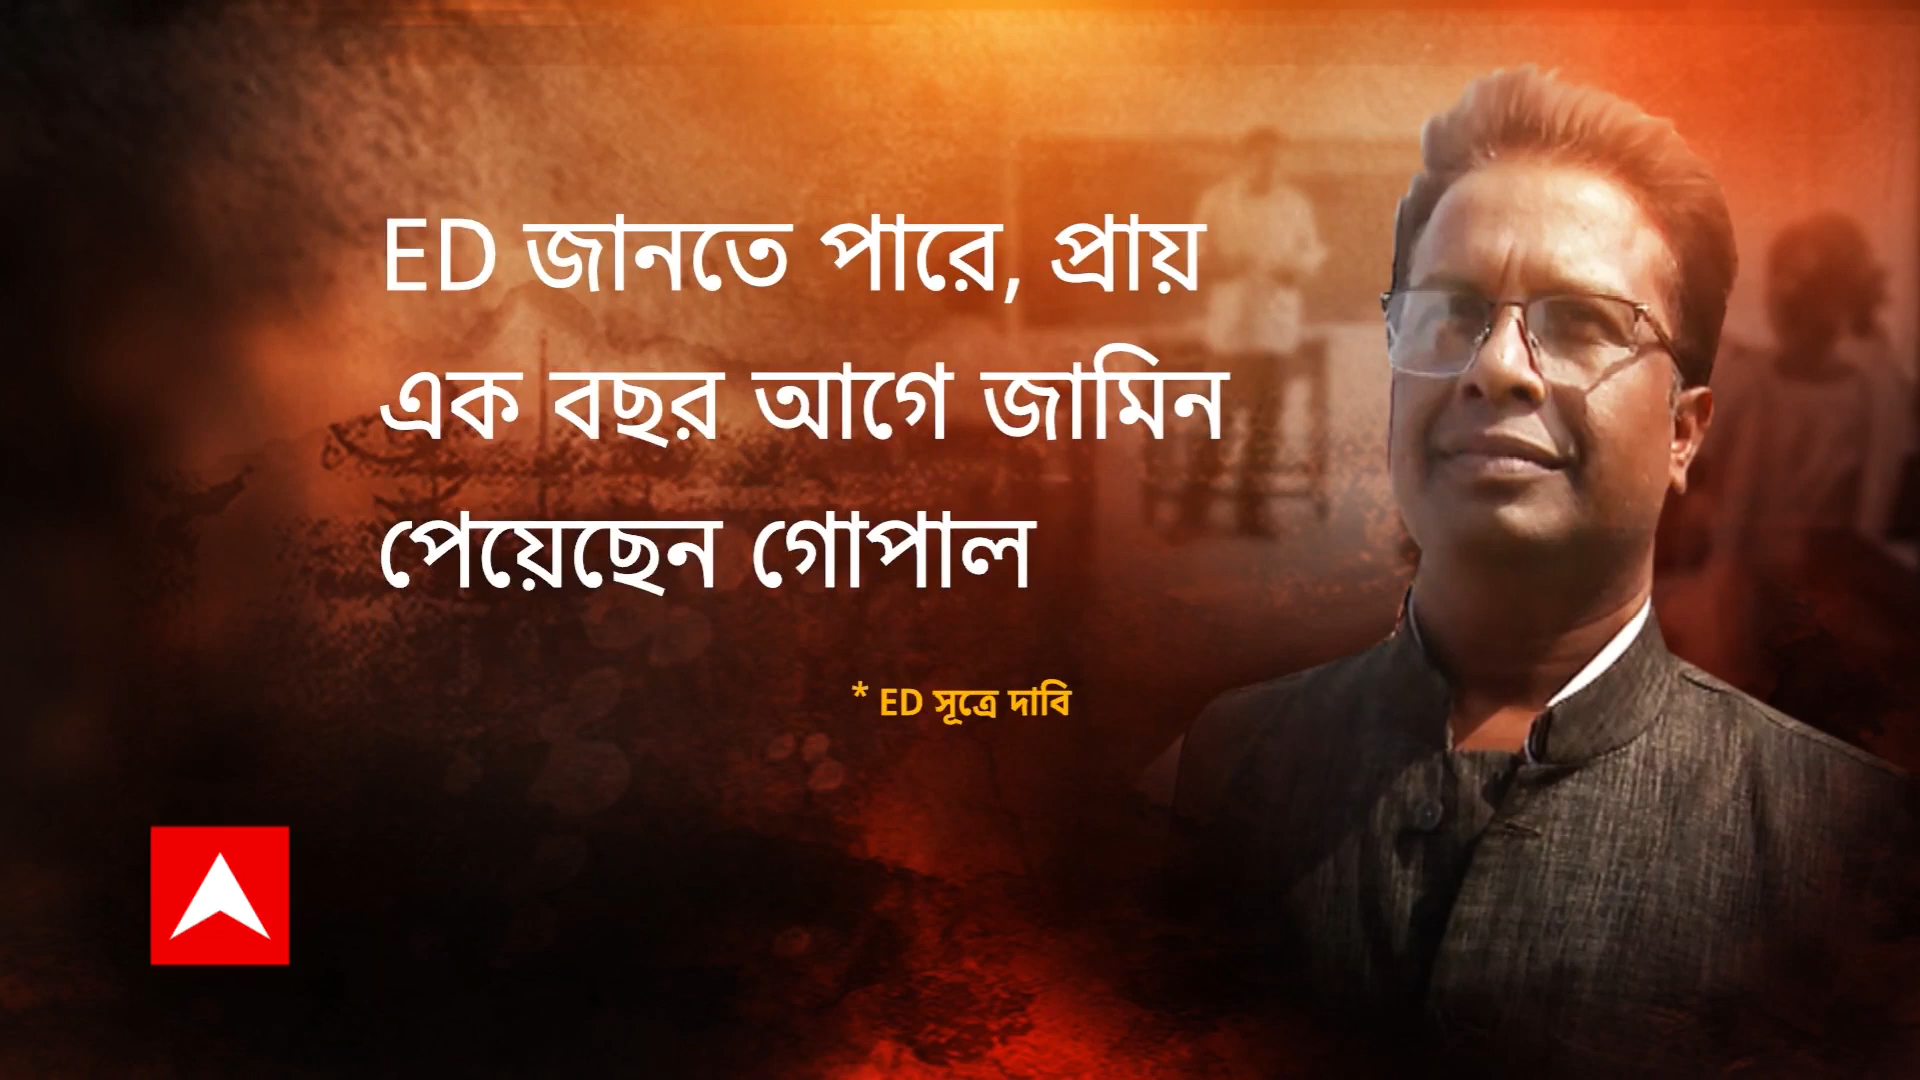 ED জানতে পারে, প্রায়
এক বছর আগে জামিন
পেয়েছেন গোপাল
* ED সূত্রে দাবি